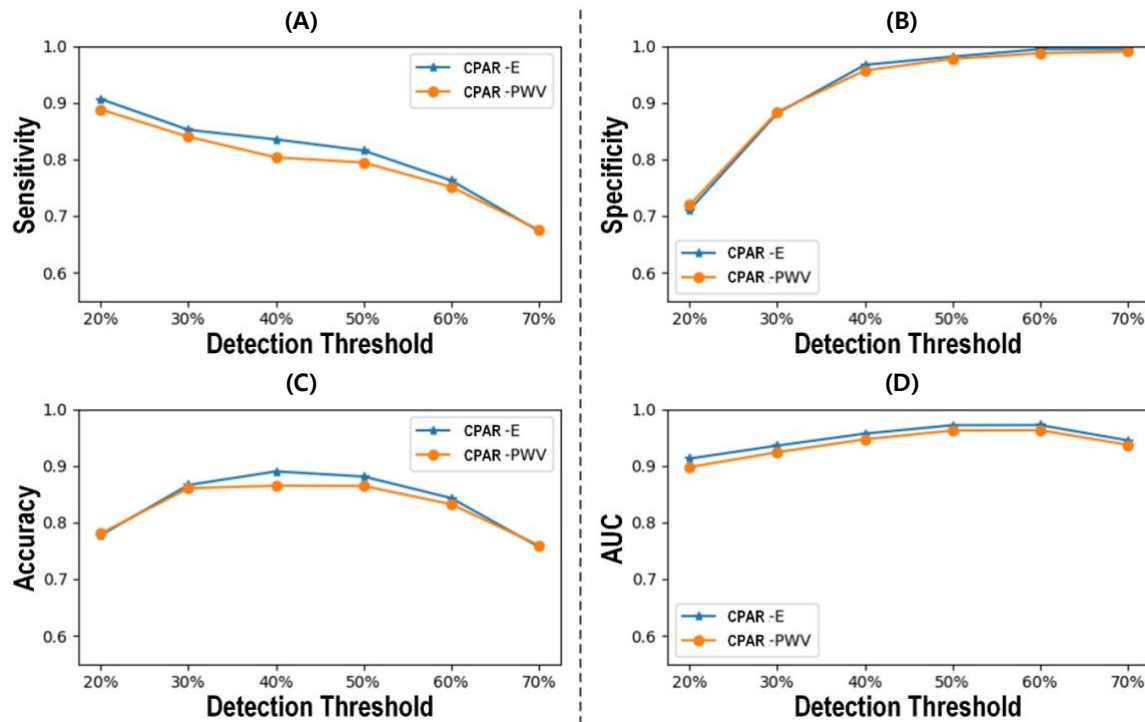 (A)
1.0
0.9
0.8
0.7
0.6
Sensitivity
CPAR -E
CPAR -PWV
20% 30% 40% 50% 60% 70%
Detection Threshold
(B)
1.0
0.9
0.8
0.7
0.6
Specificity
CPAR -E
CPAR -PWV
20% 30% 40% 50% 60% 70%
Detection Threshold
(C)
1.0
0.9
0.8
0.7
0.6
Accuracy
CPAR -E
CPAR -PWV
20% 30% 40% 50% 60% 70%
Detection Threshold
(D)
1.0
0.9
0.8
0.7
0.6
AUC
CPAR -E
CPAR -PWV
20% 30% 40% 50% 60% 70%
Detection Threshold